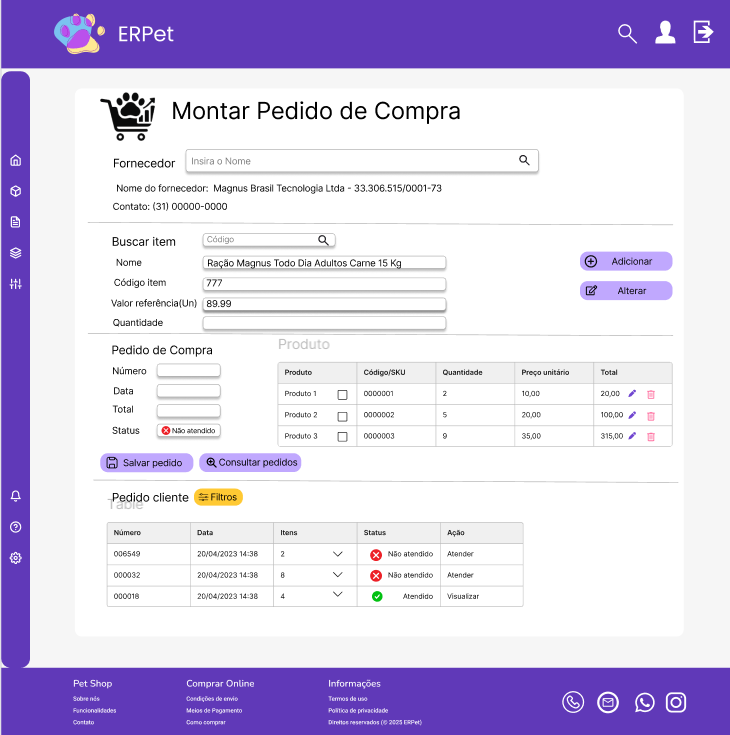 ERPet
Montar Pedido de Compra
Fornecedor Insira o Nome
Nome do fornecedor: Magnus Brasil Tecnologia Ltda - 33.306.515/0001-73
Contato: (31) 00000-0000
Buscar item Código
Nome Ração Magnus Todo Dia Adultos Carne 15 Kg
Adicionar
Código item 777
Alterar
Valor referência(Un) 89.99
Quantidade
Pedido de Compra
Número
Data
Total
Status Não atendido
Produto
Produto Código/SKU Quantidade Preço unitário Total
Produto 1 0000001 2 10,00 20,00
Produto 2 0000002 5 20,00 100,00
Produto 3 0000003 9 35,00 315,00
Salvar pedido Consultar pedidos
Pedido cliente Filtros
Table
Número Data Itens Status Ação
006549 20/04/2023 14:38 2 Não atendido Atender
000032 20/04/2023 14:38 8 Não atendido Atender
000018 20/04/2023 14:38 4 Atendido Visualizar
Pet Shop Comprar Online Informações
Sobre nós Condições de envio Termos de uso
Funcionalidades Meios de Pagamento Política de privacidade
Contato Como comprar Direitos reservados (© 2025 ERPet)